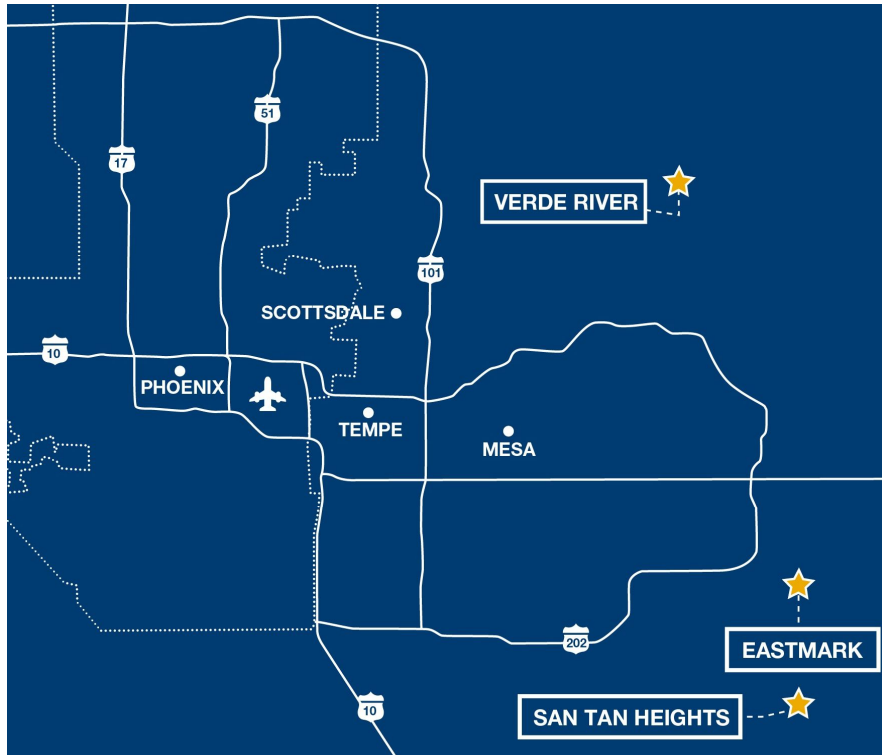 51
17
VERDE RIVER
101
SCOTTSDALE
10
PHOENIX
TEMPE
MESA
202
EASTMARK
10
SAN TAN HEIGHTS